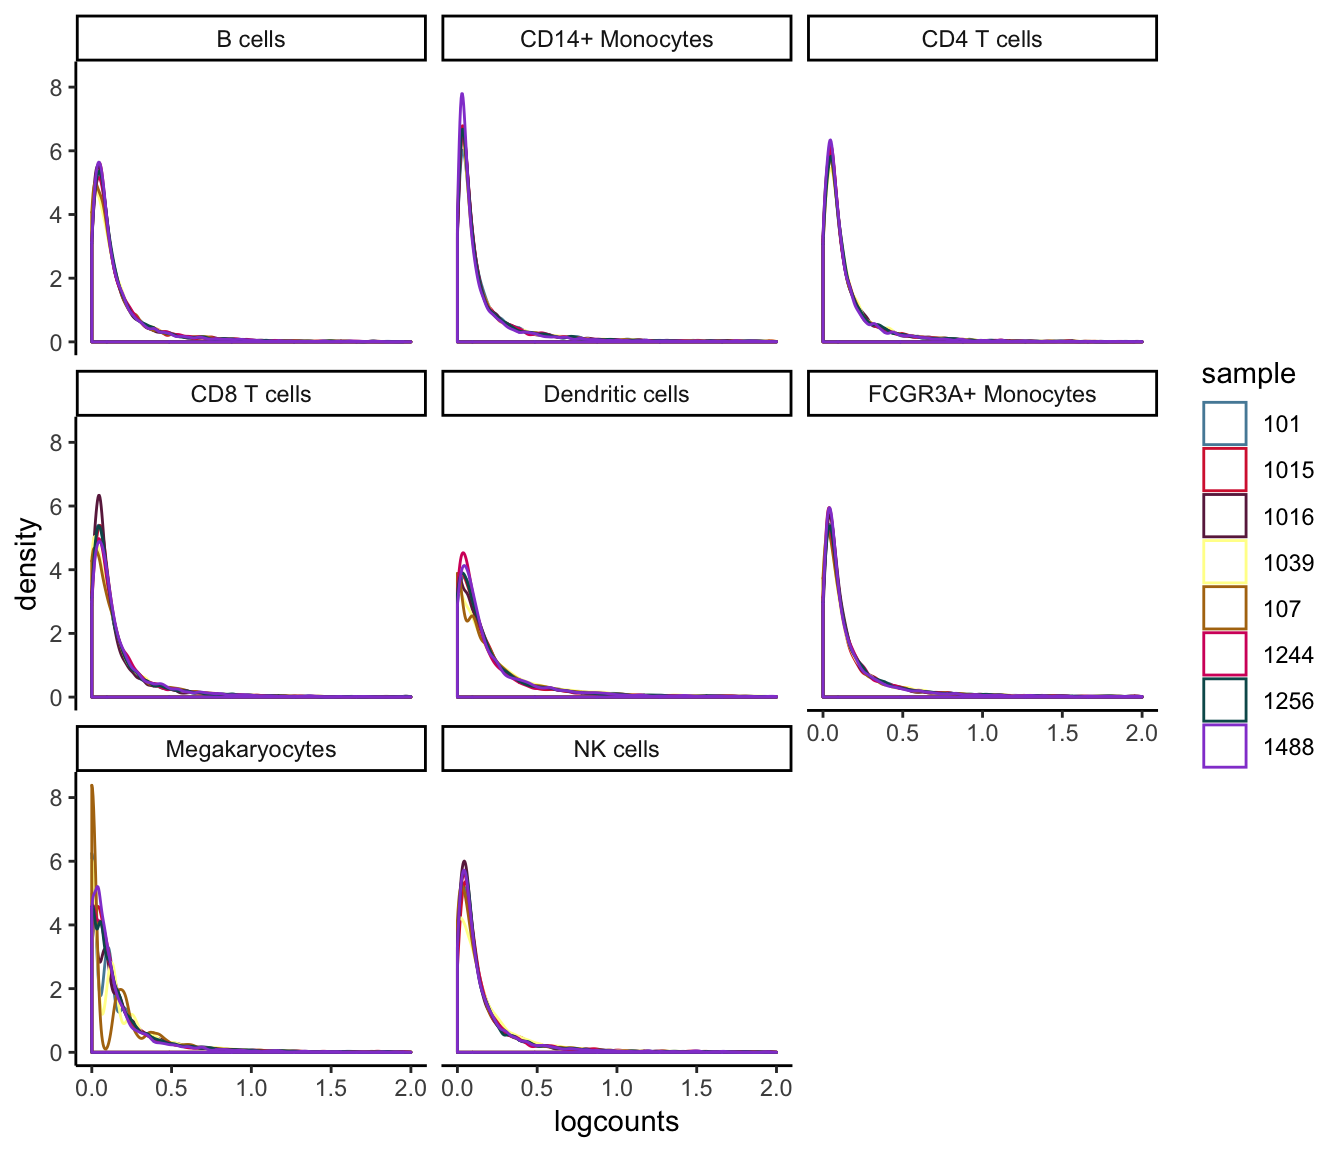 B cells
CD14+ Monocytes
CD4 T cells
8
6
4
2
0
CD8 T cells
Dendritic cells
FCGR3A+ Monocytes
8
6
4
2
0
0.0 0.5 1.0 1.5 2.0
Megakaryocytes
NK cells
8
6
4
2
0
0.0 0.5 1.0 1.5 2.0
0.0 0.5 1.0 1.5 2.0
density
logcounts
sample
101
1015
1016
1039
107
1244
1256
1488